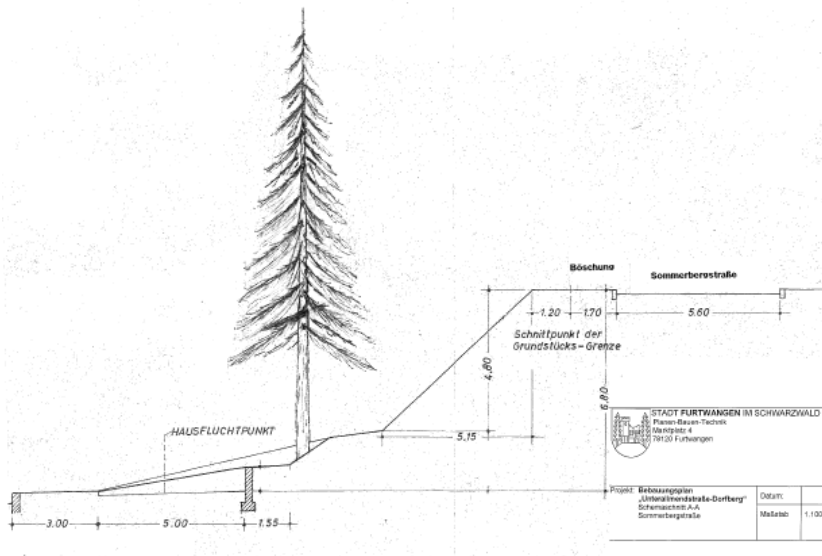 Böschung
Sommerbergstraße
1.20
1.70
5.60
Schnittpunkt der
Grundstücks-Grenze
4.80
6.80
HAUSFLUCHTPUNKT
5.15
3.00
5.00
1.55
STADT FURTWANGEN IM SCHWARZWALD
Planen-Bauen-Technik
Marktplatz 4
78120 Furtwangen
Projekt: Bebauungsplan
„Unterallmendstraße-Dorfberg"
Schemaschnitt A-A
Sommerbergstraße
Datum:
Maßstab 1:100